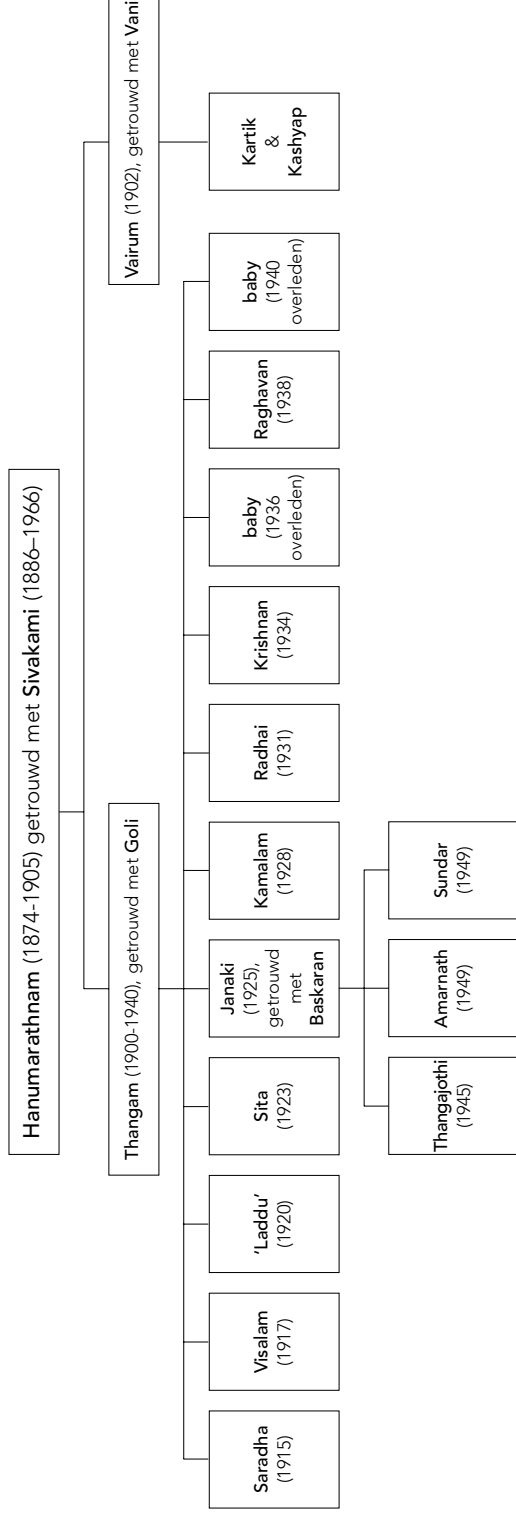 Hanumarathnam (1874-1905) getrouwd met Sivakami (1886–1966)
Thangam (1900-1940), getrouwd met Goli
Vairum (1902), getrouwd met Vani
Saradha
(1915)
Visalam
(1917)
'Laddu'
(1920)
Sita
(1923)
Janaki
(1925),
getrouwd
met
Baskaran
Kamalam
(1928)
Radhai
(1931)
Krishnan
(1934)
baby
(1936
overleden)
Raghavan
(1938)
baby
(1940
overleden)
Kartik
&
Kashyap
Thangajothi
(1945)
Amarnath
(1949)
Sundar
(1949)